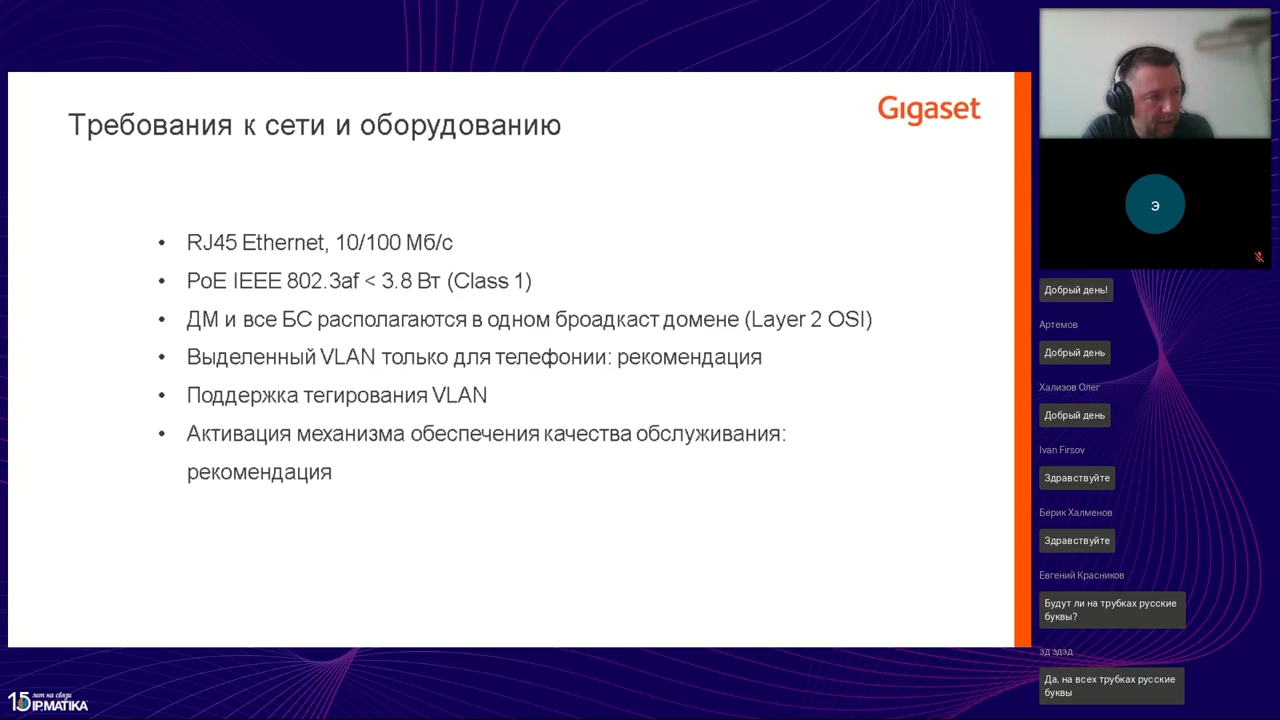 Требования к сети и оборудованию
Gigaset
• RJ45 Ethernet, 10/100 Мб/с
• PoE IEEE 802.3af < 3.8 Вт (Class 1)
• ДМ и все БС располагаются в одном броадкаст домене (Layer 2 OSI)
• Выделенный VLAN только для телефонии: рекомендация
• Поддержка тегирования VLAN
• Активация механизма обеспечения качества обслуживания:
рекомендация
э
Добрый день!
Артемов
Добрый день
Хализов Олег
Добрый день
Ivan Firsov
Здравствуйте
Берик Халменов
Здравствуйте
Евгений Красников
Будут ли на трубках русские
буквы?
эд эдэд
Да, на всех трубках русские
буквы
15 лет на связи
IPMATIKA